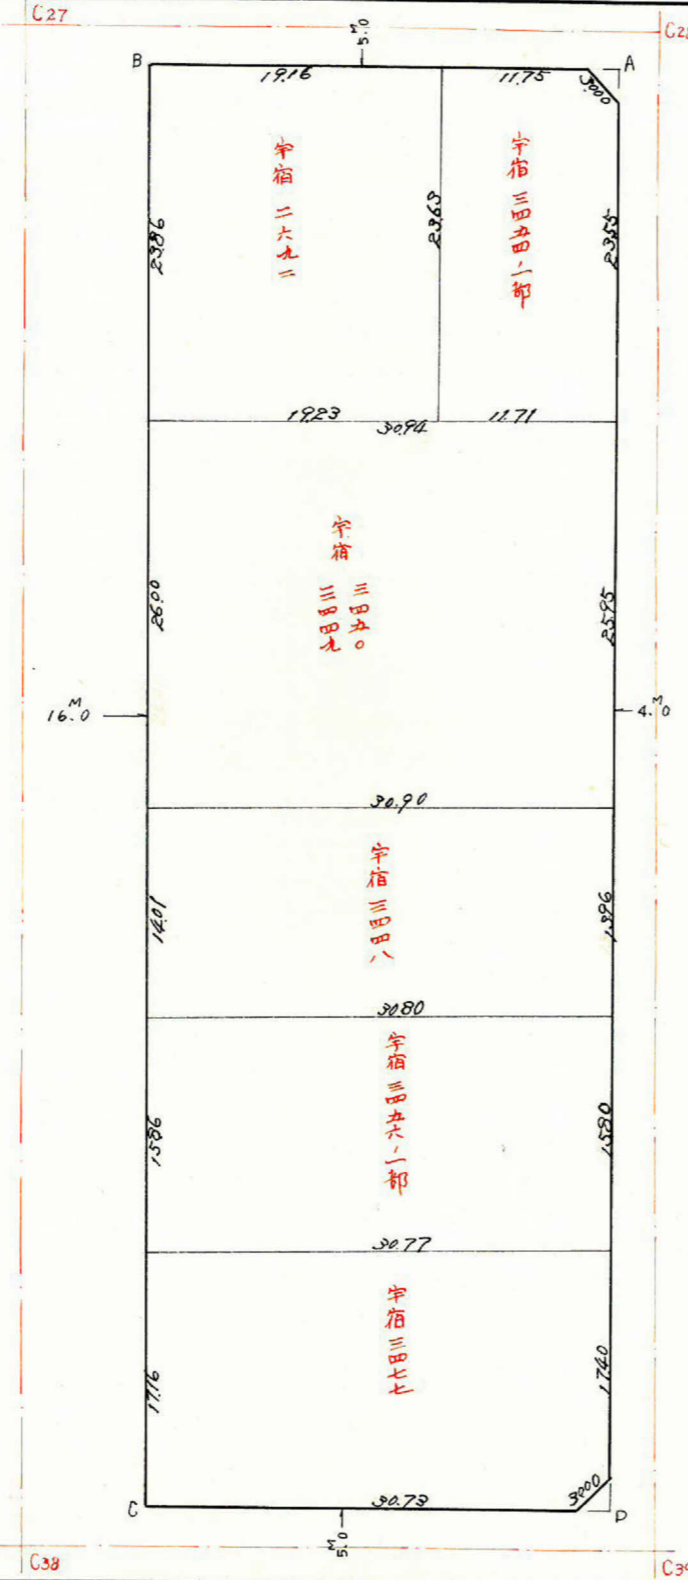 C27
5.0M
C28
B
A
19.16
11.75
3.000
宇宿 二六九二
宇宿 三四五四ノ一部
23.86
23.63
23.55
19.23
30.94
11.71
宇宿
三四五〇
三四四九
26.00
25.95
16.0M
4.0M
30.90
宇宿 三四四八
14.01
13.96
30.80
宇宿 三四五六ノ一部
15.86
15.80
30.77
宇宿 三四七七
17.16
17.40
3.000
C
30.73
D
5.0M
C38
C39